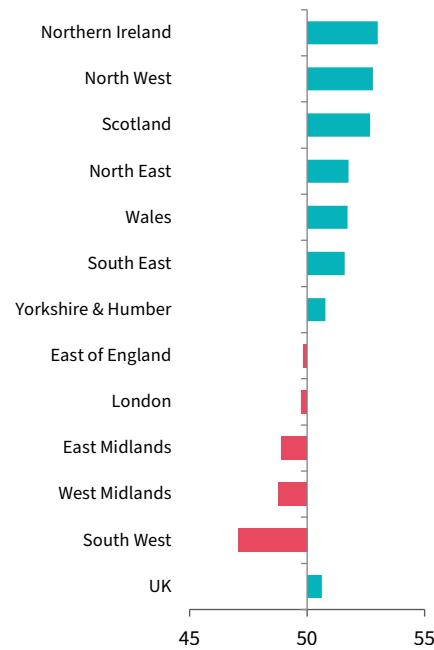 Northern Ireland
North West
Scotland
North East
Wales
South East
Yorkshire & Humber
East of England
London
East Midlands
West Midlands
South West
UK
45 50 55